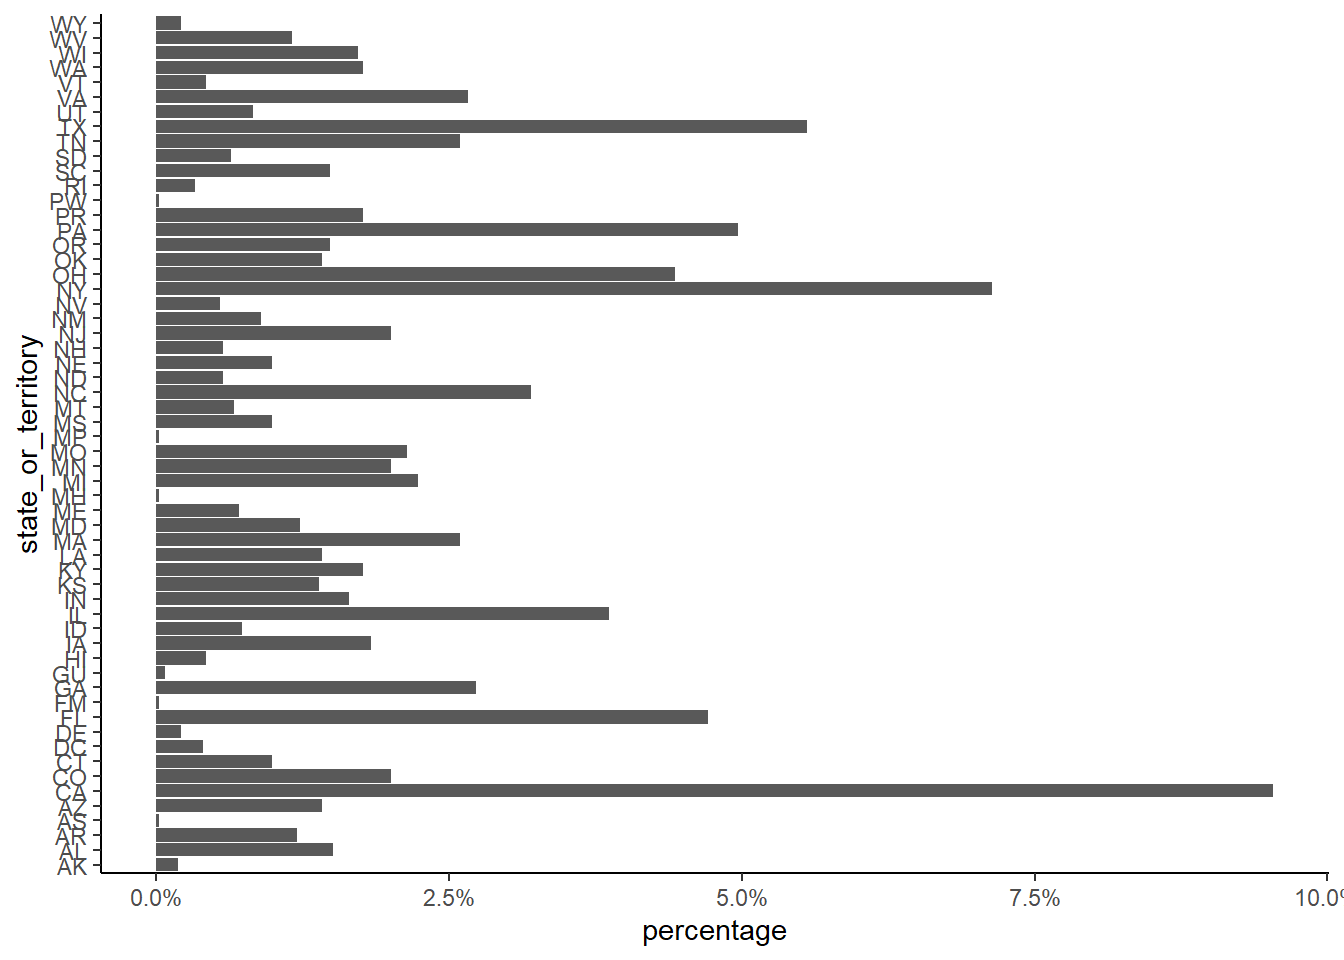 WY
WV
WI
WA
VT
VA
UT
TX
TN
SD
SC
RI
PW
PR
PA
OR
OK
OH
NY
NV
NM
NJ
NH
NE
ND
NC
MT
MS
MP
MO
MN
MI
MH
ME
MD
MA
LA
KY
KS
IN
IL
ID
IA
HI
GU
GA
FM
FL
DE
DC
CT
CO
CA
AZ
AS
AR
AL
AK
state_or_territory
0.0% 2.5% 5.0% 7.5% 10.0%
percentage